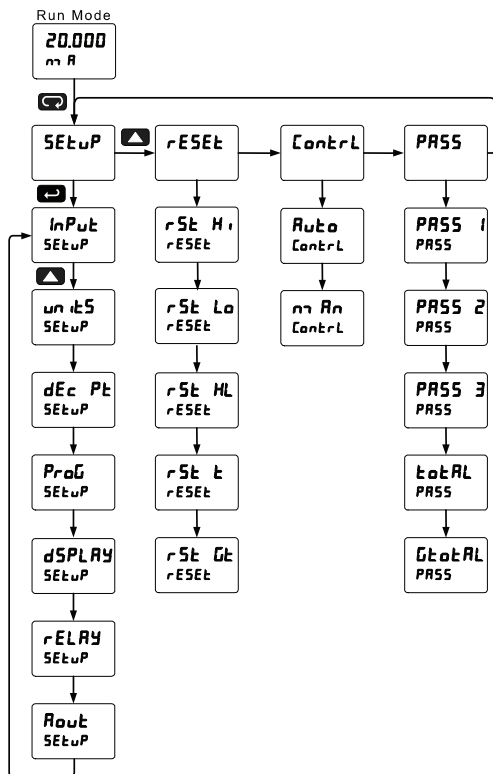 Run Mode
20.000
mA
SEtuP
rESEt
ContrL
PASS
InPut
SEtuP
rSt Hi
rESEt
Auto
ContrL
PASS 1
PASS
unitS
SEtuP
rSt Lo
rESEt
mAn
ContrL
PASS 2
PASS
dEc Pt
SEtuP
rSt HL
rESEt
PASS 3
PASS
ProG
SEtuP
rSt t
rESEt
totAL
PASS
dSPLAY
SEtuP
rSt Gt
rESEt
GtotAL
PASS
rELAY
SEtuP
Aout
SEtuP